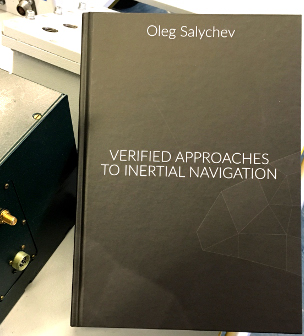 Oleg Salychev
VERIFIED APPROACHES
TO INERTIAL NAVIGATION